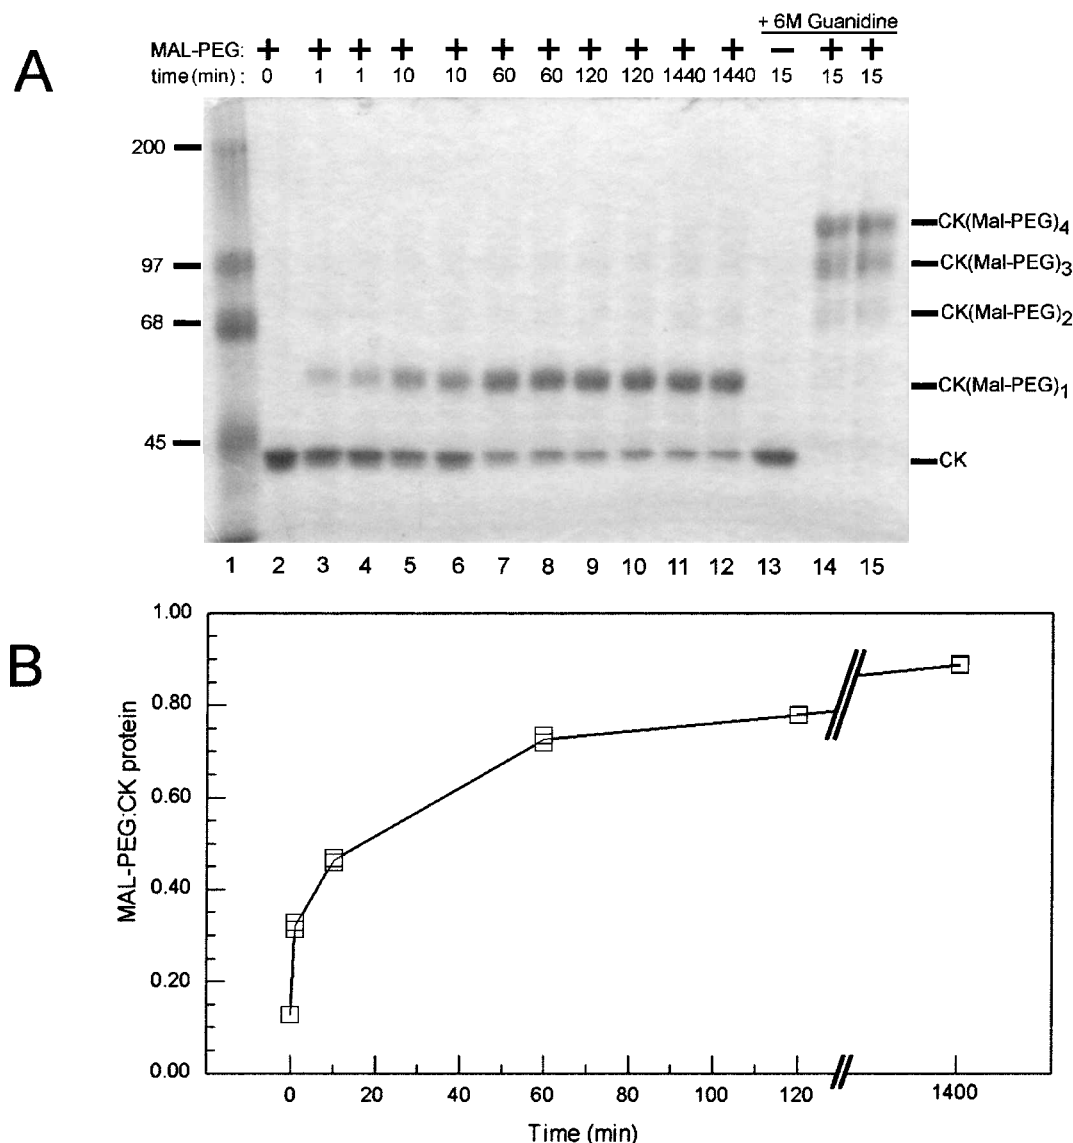 A
+ 6M Guanidine
MAL-PEG: + + + + + + + + + + + − + +
time (min) : 0 1 1 10 10 60 60 120 120 1440 1440 15 15 15
200
97
68
45
CK(Mal-PEG)4
CK(Mal-PEG)3
CK(Mal-PEG)2
CK(Mal-PEG)1
CK
1 2 3 4 5 6 7 8 9 10 11 12 13 14 15
B
MAL-PEG:CK protein
1.00
0.80
0.60
0.40
0.20
0.00
0 20 40 60 80 100 120 1400
Time (min)